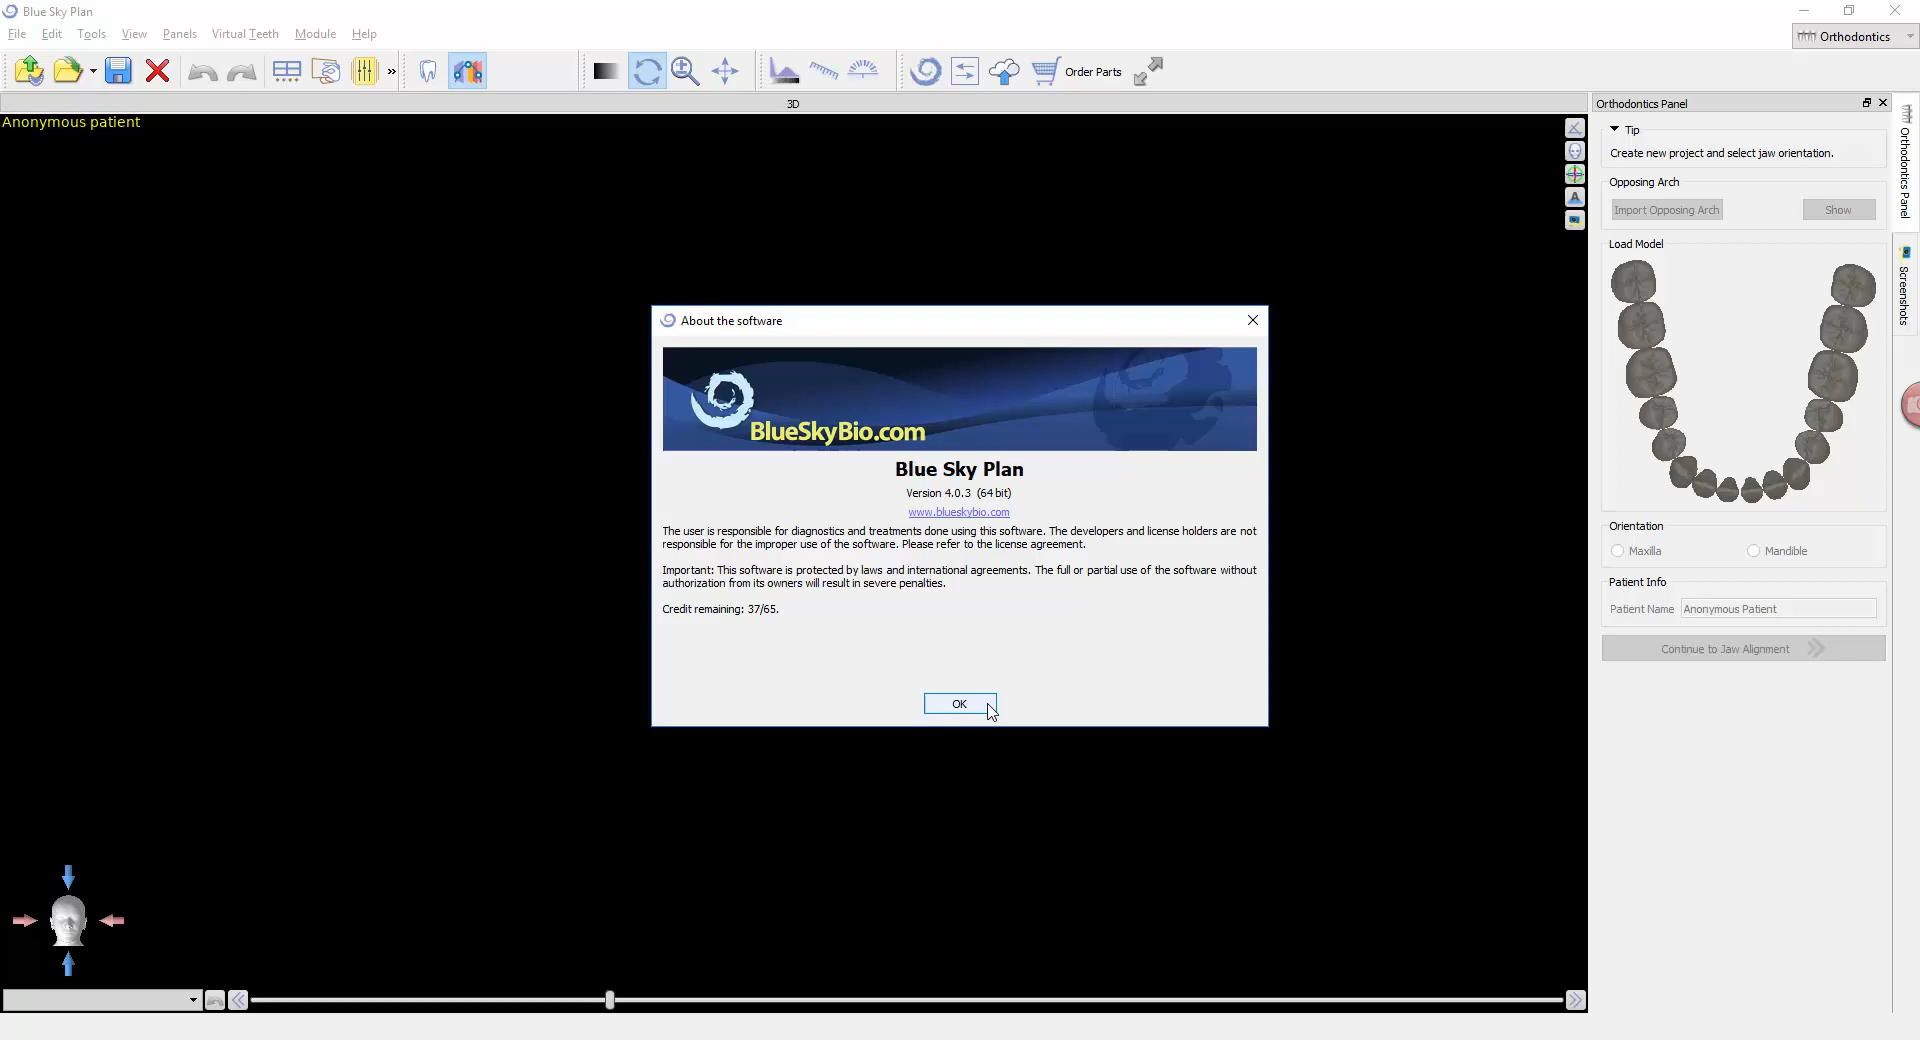 Blue Sky Plan
File Edit Tools View Panels Virtual Teeth Module Help
Orthodontics
Order Parts
3D
Orthodontics Panel
Anonymous patient
Tip
Create new project and select jaw orientation.
Opposing Arch
Import Opposing Arch Show
Load Model
Orthodontics Panel
Screenshots
About the software
BlueSkyBio.com
Blue Sky Plan
Version 4.0.3 (64 bit)
www.blueskybio.com
The user is responsible for diagnostics and treatments done using this software. The developers and license holders are not
responsible for the improper use of the software. Please refer to the license agreement.
Important: This software is protected by laws and international agreements. The full or partial use of the software without
authorization from its owners will result in severe penalties.
Credit remaining: 37/65.
OK
Orientation
Maxilla Mandible
Patient Info
Patient Name Anonymous Patient
Continue to Jaw Alignment